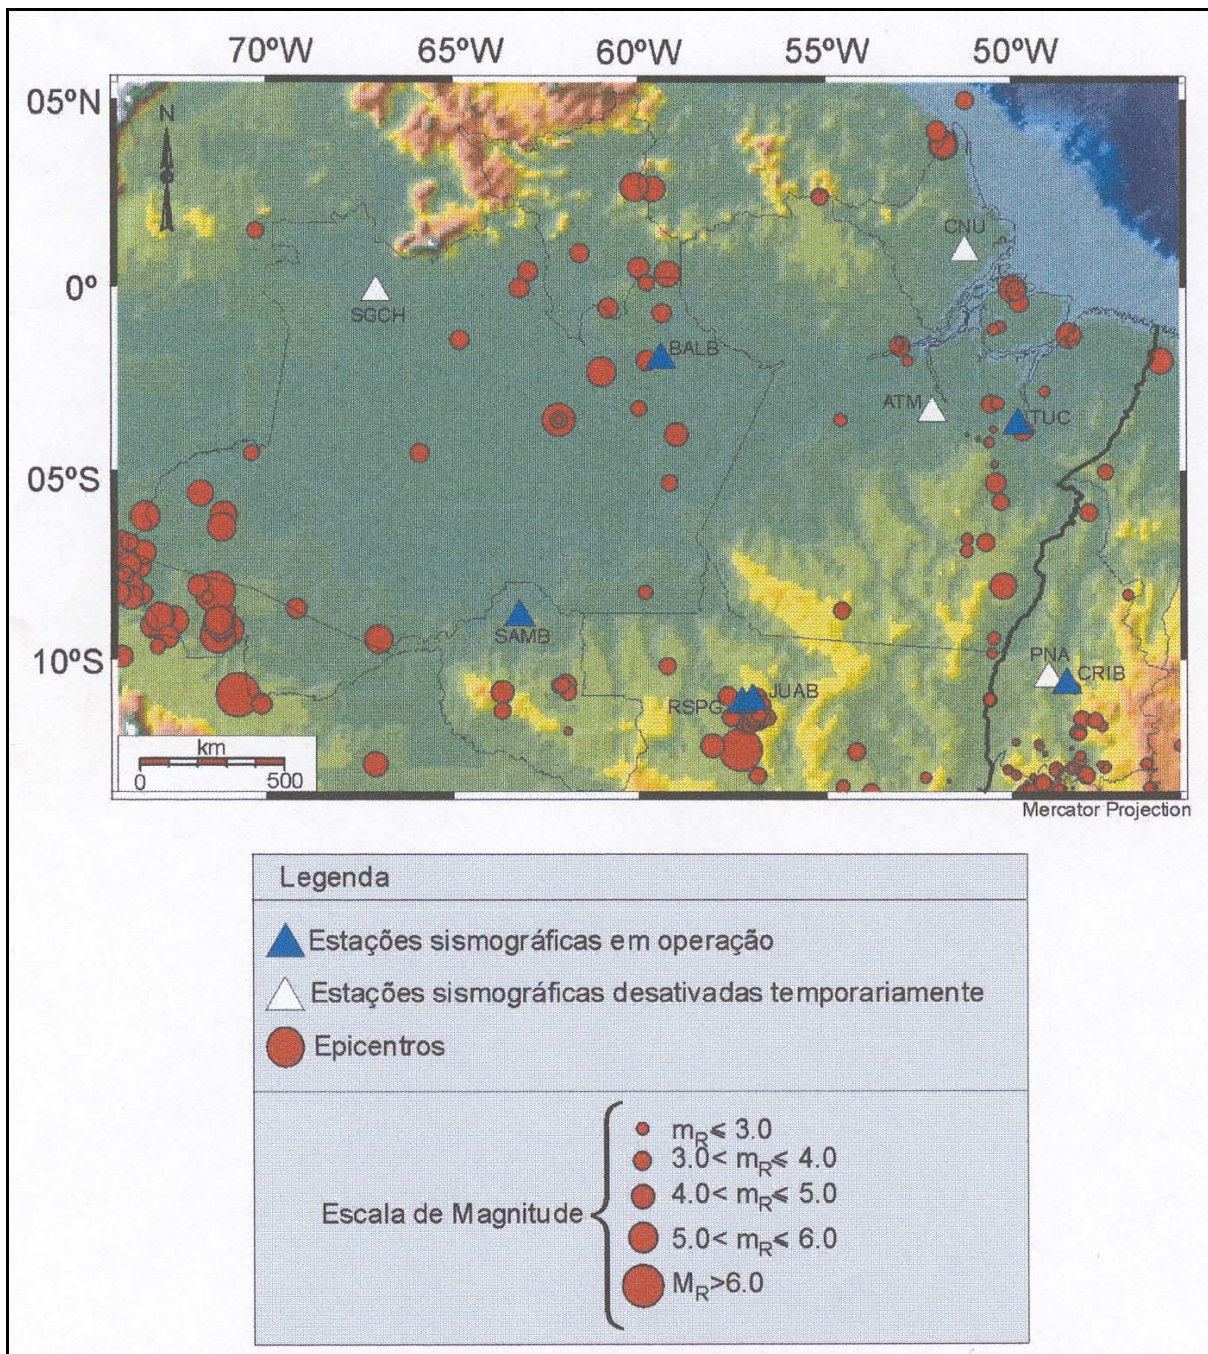 70ºW 65ºW 60ºW 55ºW 50ºW
05ºN
N
CNU
0º
SGCH
BALB
ATM
TUC
05ºS
SAMB
10ºS
PNA
CRIB
JUAB
RSPG
km
0 500
Mercator Projection
Legenda
Estações sismográficas em operação
Estações sismográficas desativadas temporariamente
Epicentros
Escala de Magnitude
mR⩽ 3.0
3.0< mR⩽ 4.0
4.0< mR⩽ 5.0
5.0< mR⩽ 6.0
MR>6.0